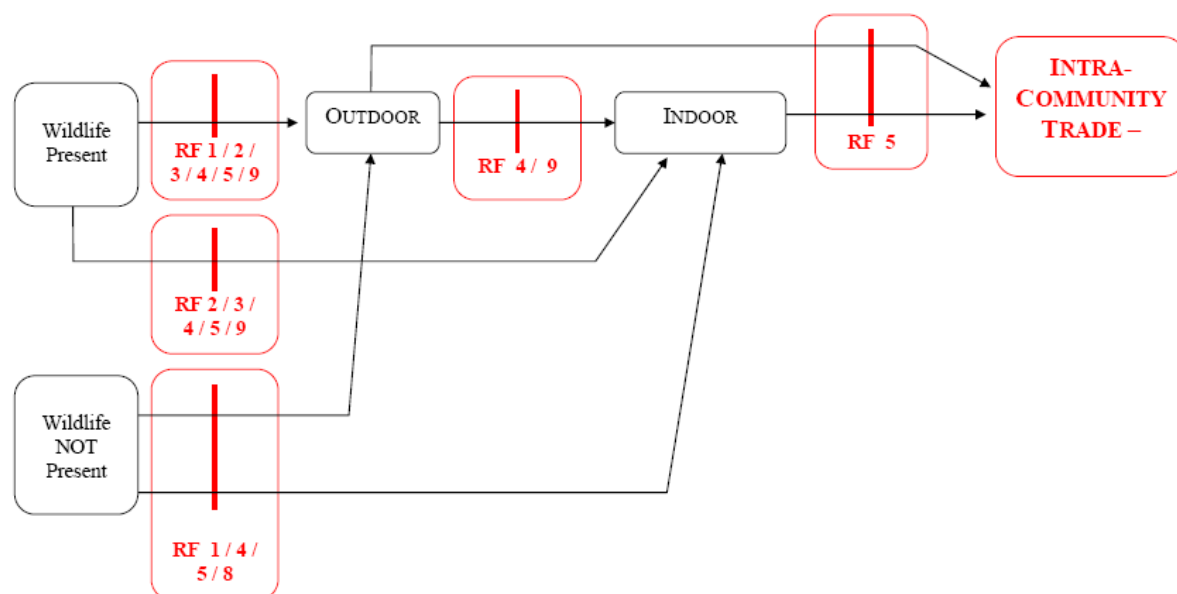 Wildlife
Present
RF 1 / 2 /
3 / 4 / 5 / 9
OUTDOOR
RF 4 / 9
INDOOR
RF 5
INTRA-
COMMUNITY
TRADE –
RF 2 / 3 /
4 / 5 / 9
Wildlife
NOT
Present
RF 1 / 4 /
5 / 8